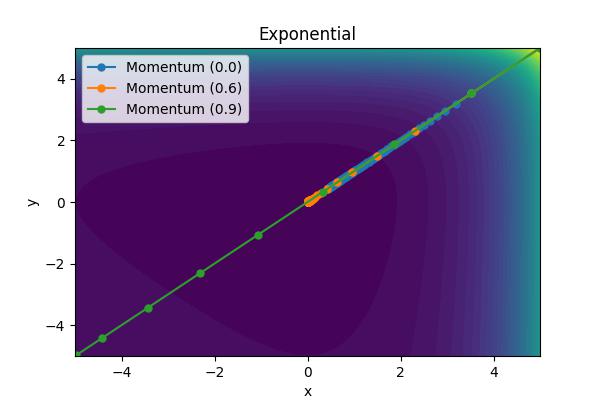 Exponential
Momentum (0.0)
Momentum (0.6)
Momentum (0.9)
4
2
0
−2
−4
y
−4 −2 0 2 4
x